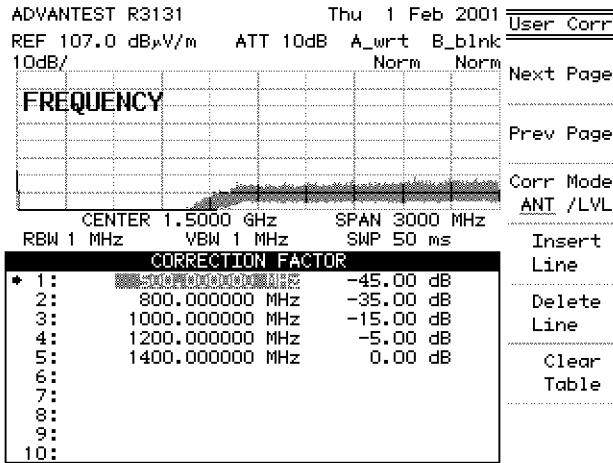 ADVANTEST R3131 Thu 1 Feb 2001
REF 107.0 dBμV/m ATT 10dB A_wrt B_blnk
10dB/ Norm Norm
FREQUENCY
CENTER 1.5000 GHz SPAN 3000 MHz
RBW 1 MHz VBW 1 MHz SWP 50 ms
CORRECTION FACTOR
1: -45.00 dB
2: 800.000000 MHz -35.00 dB
3: 1000.000000 MHz -15.00 dB
4: 1200.000000 MHz -5.00 dB
5: 1400.000000 MHz 0.00 dB
6:
7:
8:
9:
10:
User Corr
Next Page
Prev Page
Corr Mode
ANT /LVL
Insert
Line
Delete
Line
Clear
Table